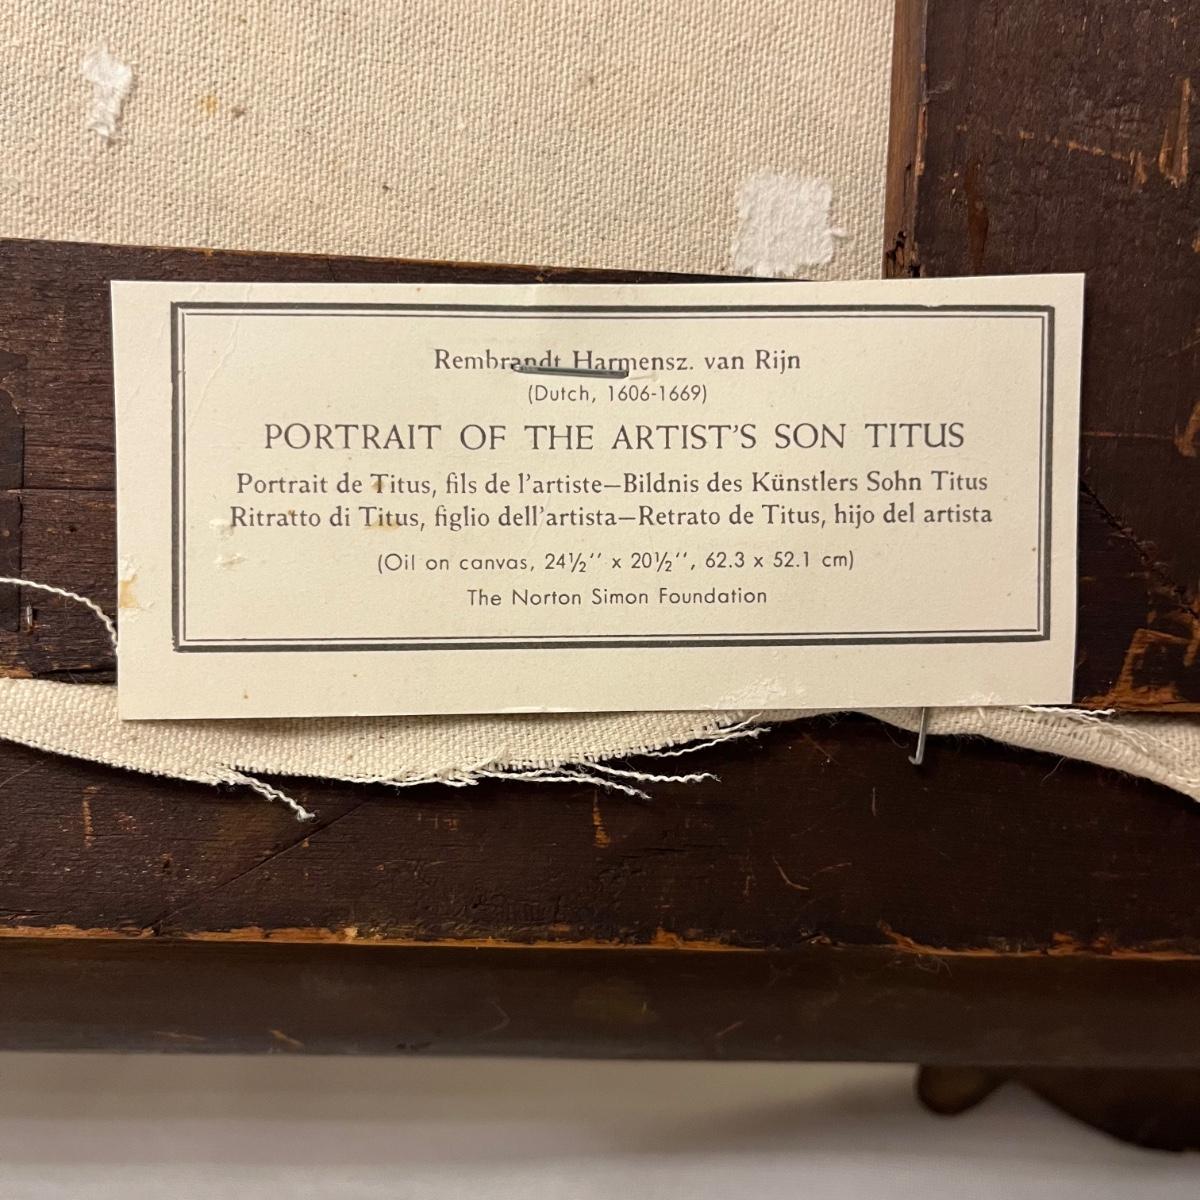 Rembrandt Harmensz. van Rijn
(Dutch, 1606-1669)
PORTRAIT OF THE ARTIST'S SON TITUS
Portrait de Titus, fils de l'artiste—Bildnis des Künstlers Sohn Titus
Ritratto di Titus, figlio dell'artista—Retrato de Titus, hijo del artista
(Oil on canvas, 24½'' x 20½'', 62.3 x 52.1 cm)
The Norton Simon Foundation